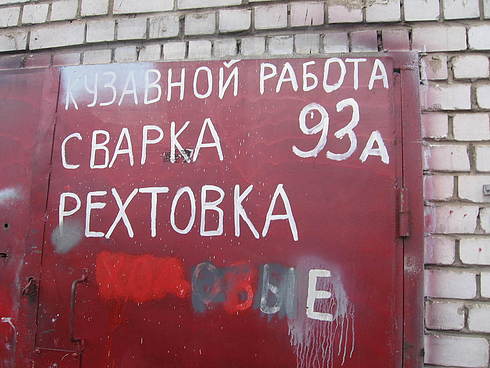 КУЗАВНОЙ РАБОТА
СВАРКА 93А
РЕХТОВКА